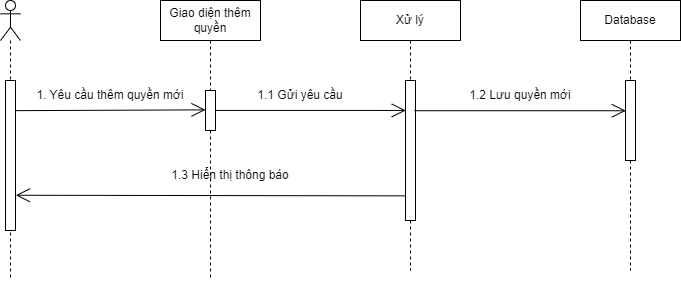 Giao diện thêm
quyền
Xử lý
Database
1. Yêu cầu thêm quyền mới
1.1 Gửi yêu cầu
1.2 Lưu quyền mới
1.3 Hiển thị thông báo